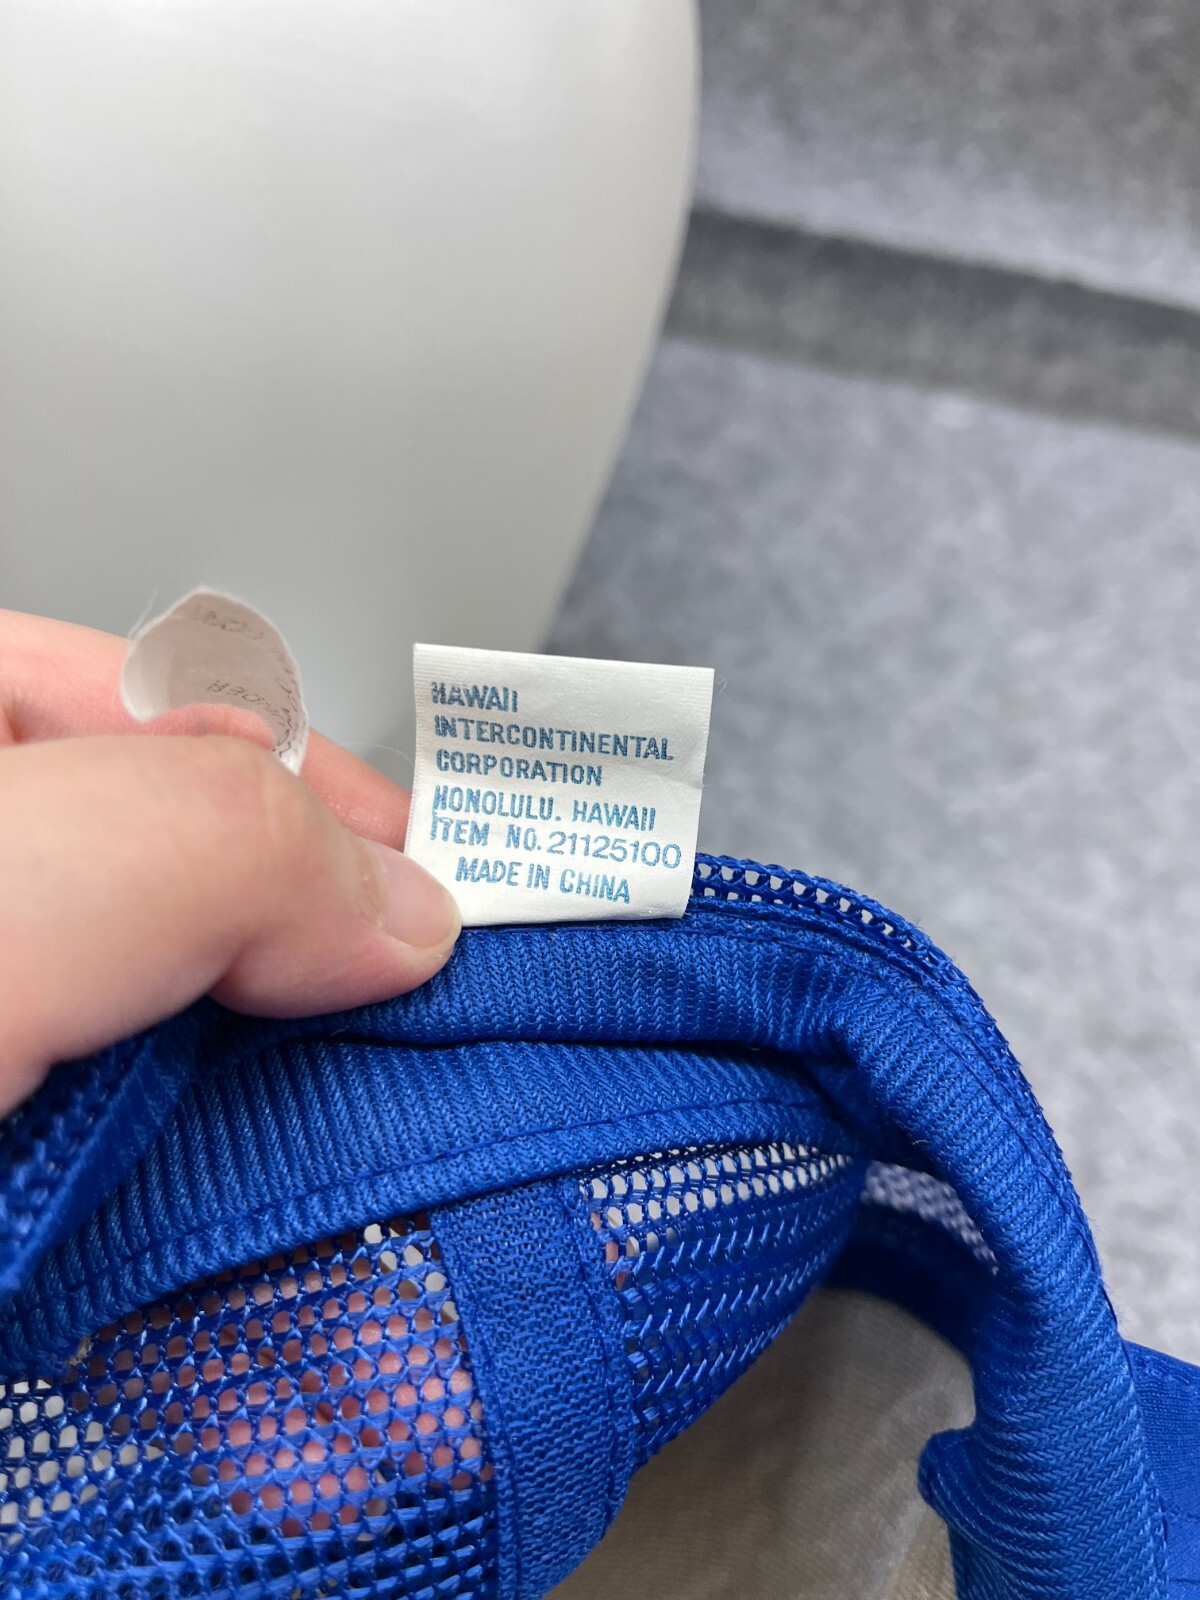 HAWAII
INTERCONTINENTAL
CORPORATION
HONOLULU. HAWAII
ITEM NO. 21125100
MADE IN CHINA